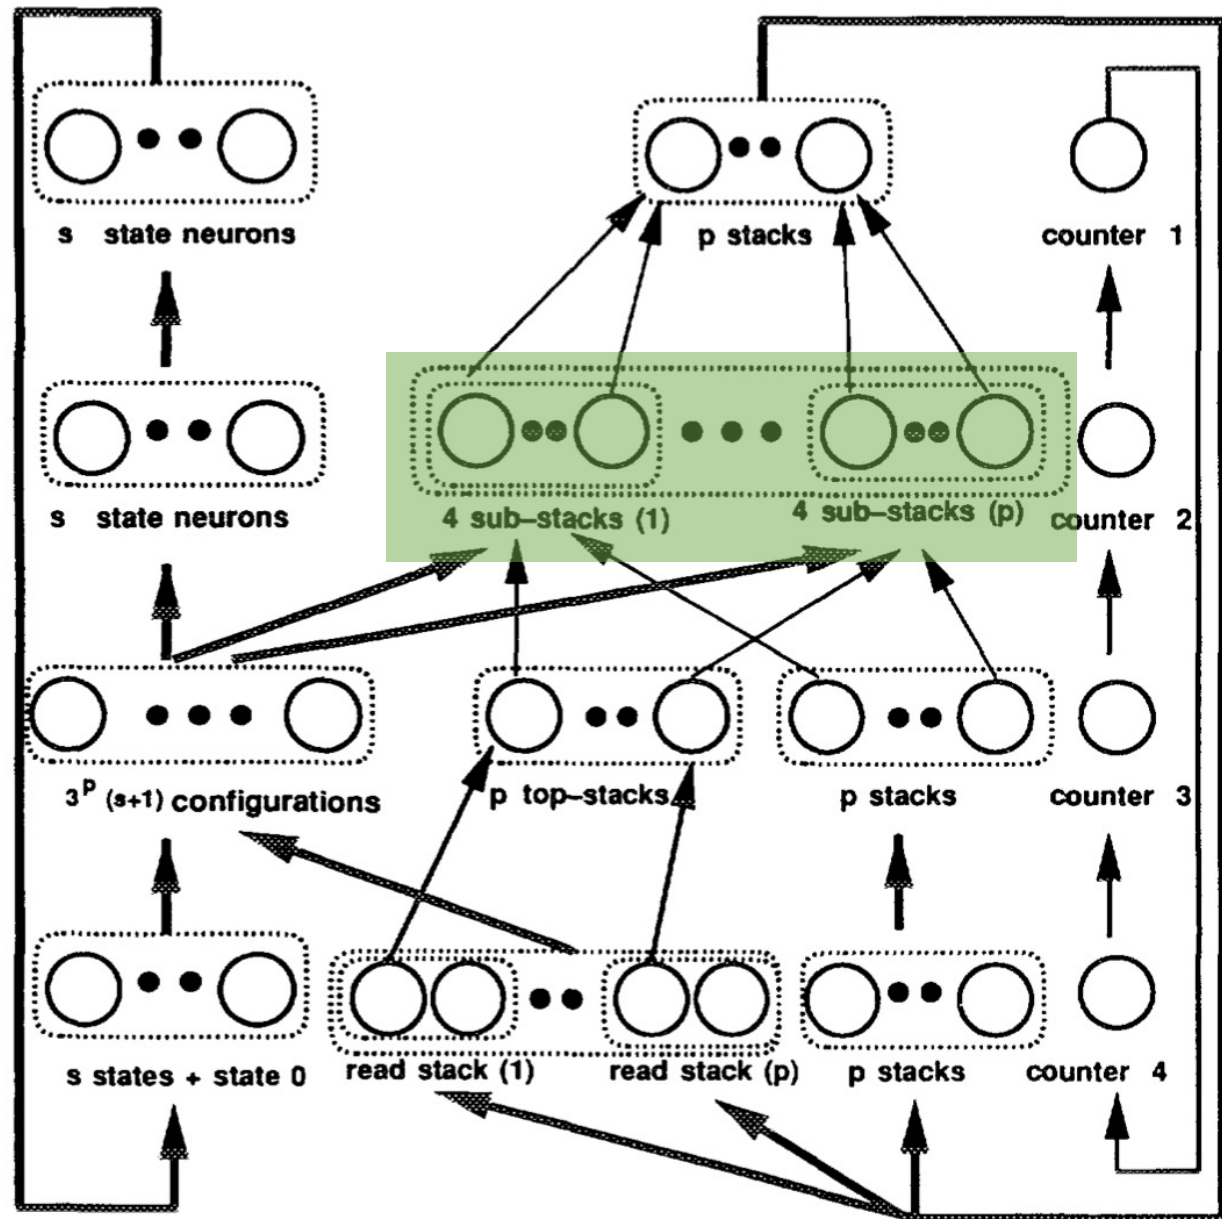 s state neurons
p stacks
counter 1
s state neurons
4 sub-stacks (1)
4 sub-stacks (p)
counter 2
3^p (s+1) configurations
p top-stacks
p stacks
counter 3
s states + state 0
read stack (1)
read stack (p)
p stacks
counter 4